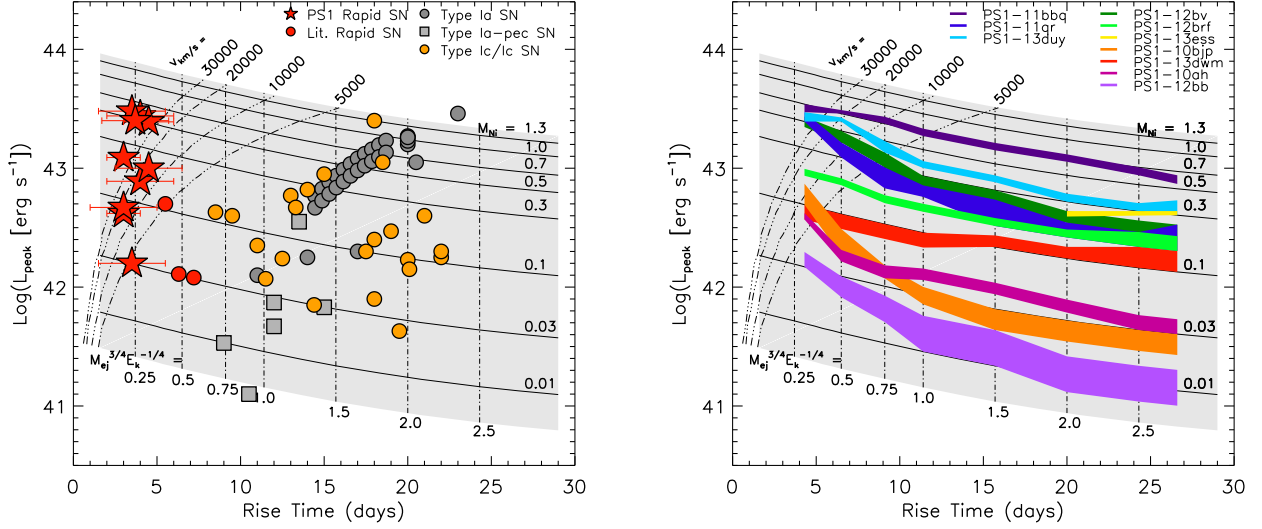 PS1 Rapid SN
Lit. Rapid SN
Type Ia SN
Type Ia-pec SN
Type Ic/Ic SN
v_km/s =
30000
20000
10000
5000
M_Ni = 1.3
1.0
0.7
0.5
0.3
0.1
0.03
0.01
M_ej^3/4 E_k^-1/4 =
0.25
0.5
0.75
1.0
1.5
2.0
2.5
44
43
42
41
Log(L_peak [erg s^-1])
0 5 10 15 20 25 30
Rise Time (days)
PS1-11bbq
PS1-11qr
PS1-13duy
PS1-12bv
PS1-12brf
PS1-13ess
PS1-10bjp
PS1-13dwm
PS1-10ah
PS1-12bb
v_km/s =
30000
20000
10000
5000
M_Ni = 1.3
1.0
0.7
0.5
0.3
0.1
0.03
0.01
M_ej^3/4 E_k^-1/4 =
0.25
0.5
0.75
1.0
1.5
2.0
2.5
44
43
42
41
Log(L_peak [erg s^-1])
0 5 10 15 20 25 30
Rise Time (days)